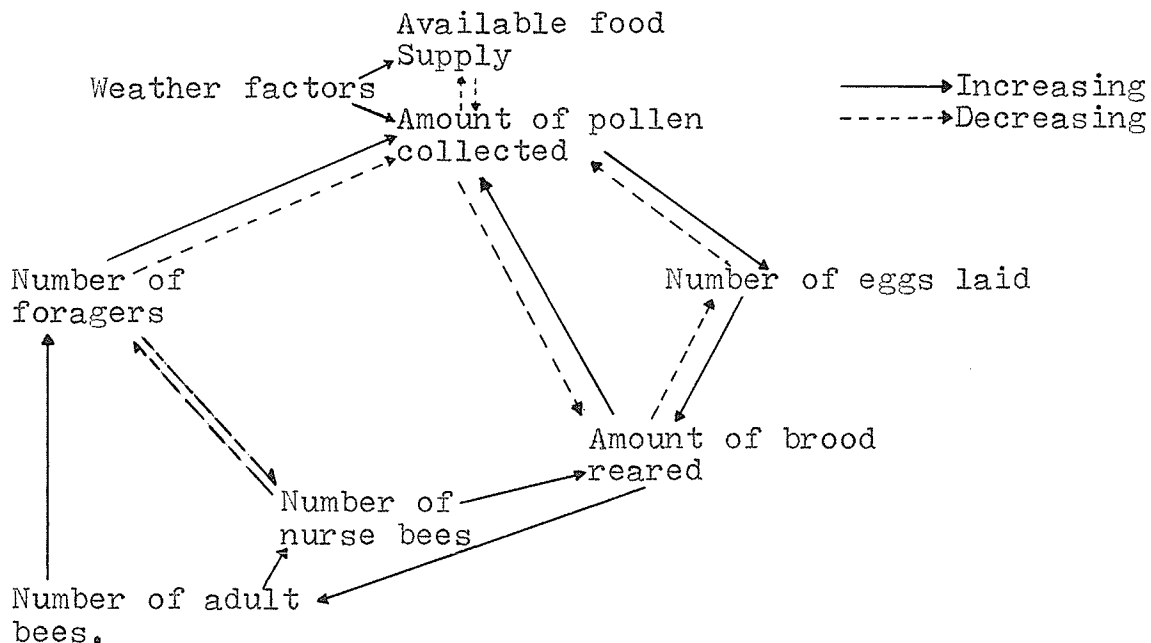 Available food
Supply
Weather factors
Increasing
Decreasing
Amount of pollen
collected
Number of
foragers
Number of eggs laid
Amount of brood
reared
Number of
nurse bees
Number of adult
bees.